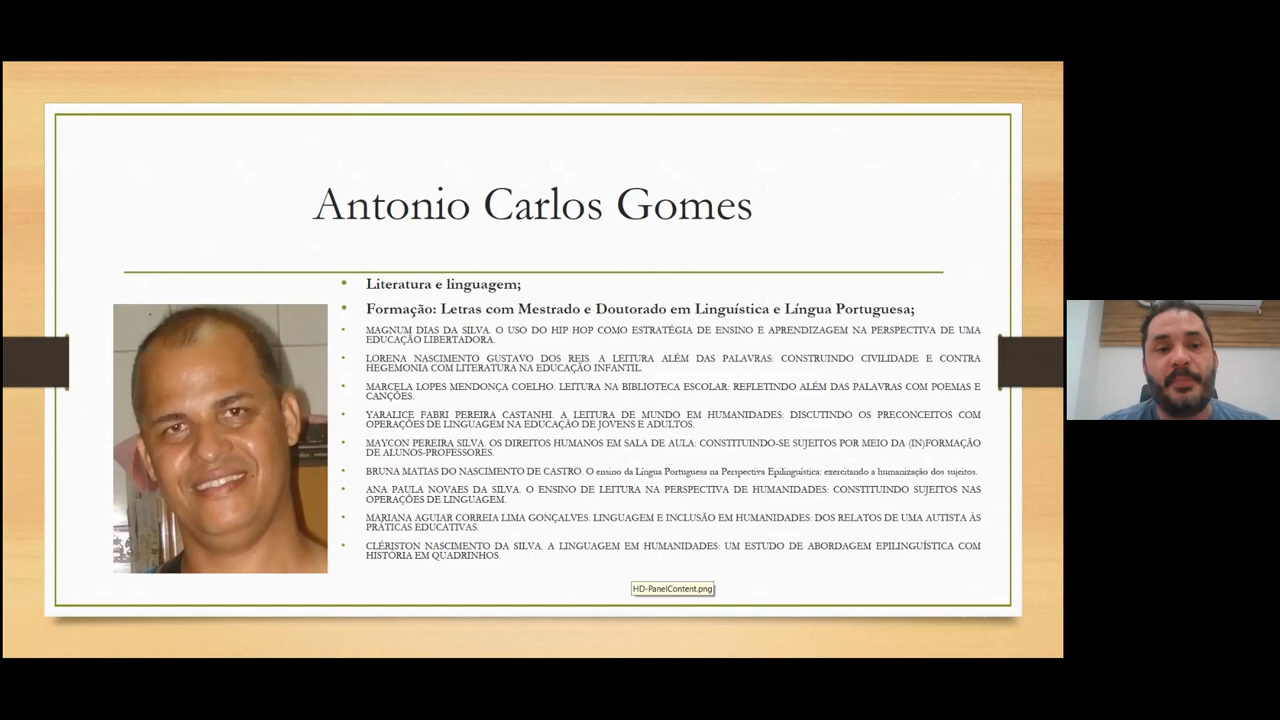 Antonio Carlos Gomes
Literatura e linguagem;
Formação: Letras com Mestrado e Doutorado em Linguística e Língua Portuguesa;
MAGNUM DIAS DA SILVA. O USO DO HIP HOP COMO ESTRATÉGIA DE ENSINO E APRENDIZAGEM NA PERSPECTIVA DE UMA
EDUCAÇÃO LIBERTADORA.
LORENA NASCIMENTO GUSTAVO DOS REIS. A LEITURA ALÉM DAS PALAVRAS: CONSTRUINDO CIVILIDADE E CONTRA
HEGEMONIA COM LITERATURA NA EDUCAÇÃO INFANTIL.
MARCELA LOPES MENDONÇA COELHO. LEITURA NA BIBLIOTECA ESCOLAR: REFLETINDO ALÉM DAS PALAVRAS COM POEMAS E
CANÇÕES.
YARALICE FABRI PEREIRA CASTANHI. A LEITURA DE MUNDO EM HUMANIDADES: DISCUTINDO OS PRECONCEITOS COM
OPERAÇÕES DE LINGUAGEM NA EDUCAÇÃO DE JOVENS E ADULTOS.
MAYCON PEREIRA SILVA. OS DIREITOS HUMANOS EM SALA DE AULA: CONSTITUINDO-SE SUJEITOS POR MEIO DA (IN)FORMAÇÃO
DE ALUNOS-PROFESSORES.
BRUNA MATIAS DO NASCIMENTO DE CASTRO. O ensino da Língua Portuguesa na Perspectiva Epilinguística: exercitando a humanização dos sujeitos.
ANA PAULA NOVAES DA SILVA. O ENSINO DE LEITURA NA PERSPECTIVA DE HUMANIDADES: CONSTITUINDO SUJEITOS NAS
OPERAÇÕES DE LINGUAGEM.
MARIANA AGUIAR CORREIA LIMA GONÇALVES. LINGUAGEM E INCLUSÃO EM HUMANIDADES: DOS RELATOS DE UMA AUTISTA ÀS
PRÁTICAS EDUCATIVAS.
CLÉRISTON NASCIMENTO DA SILVA. A LINGUAGEM EM HUMANIDADES: UM ESTUDO DE ABORDAGEM EPILINGUÍSTICA COM
HISTÓRIA EM QUADRINHOS.
HD-PanelContent.png